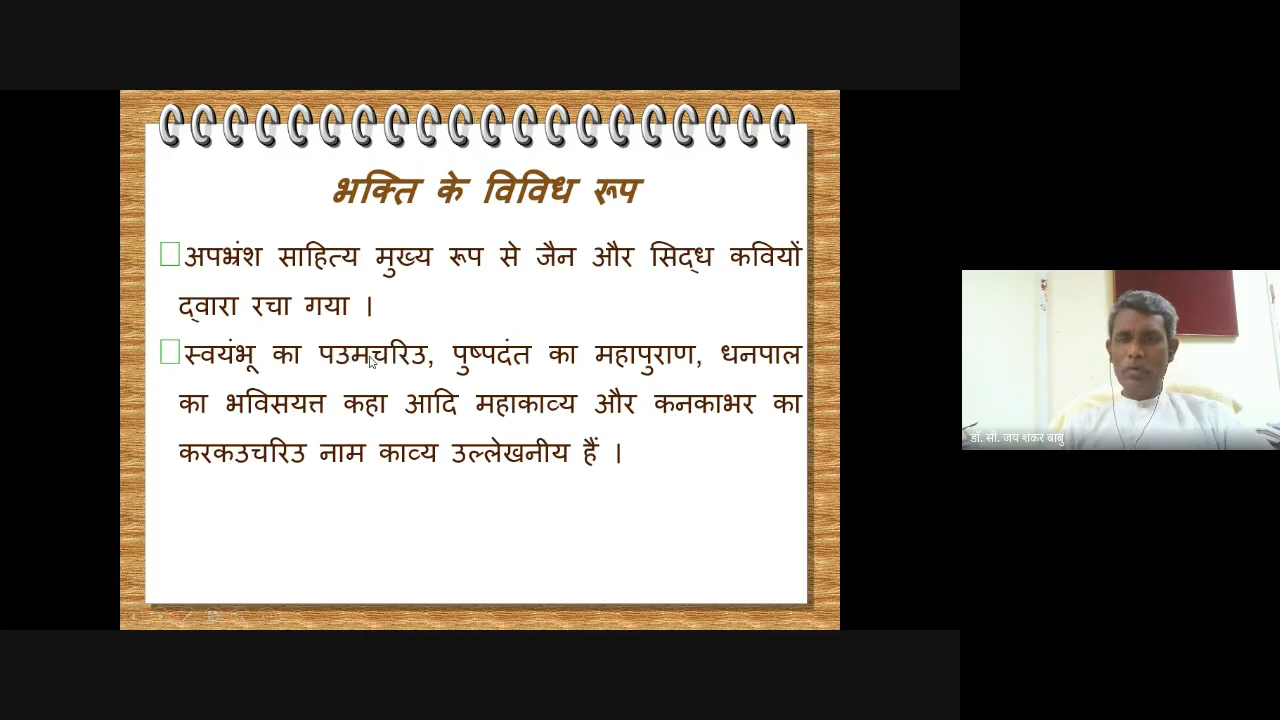 भक्ति के विविध रूप
अपभ्रंश साहित्य मुख्य रूप से जैन और सिद्ध कवियों
द्वारा रचा गया ।
स्वयंभू का पउमचरिउ, पुष्पदंत का महापुराण, धनपाल
का भविसयत्त कहा आदि महाकाव्य और कनकाभर का
करकउचरिउ नाम काव्य उल्लेखनीय हैं ।
डॉ. सी. जय शंकर बाबु